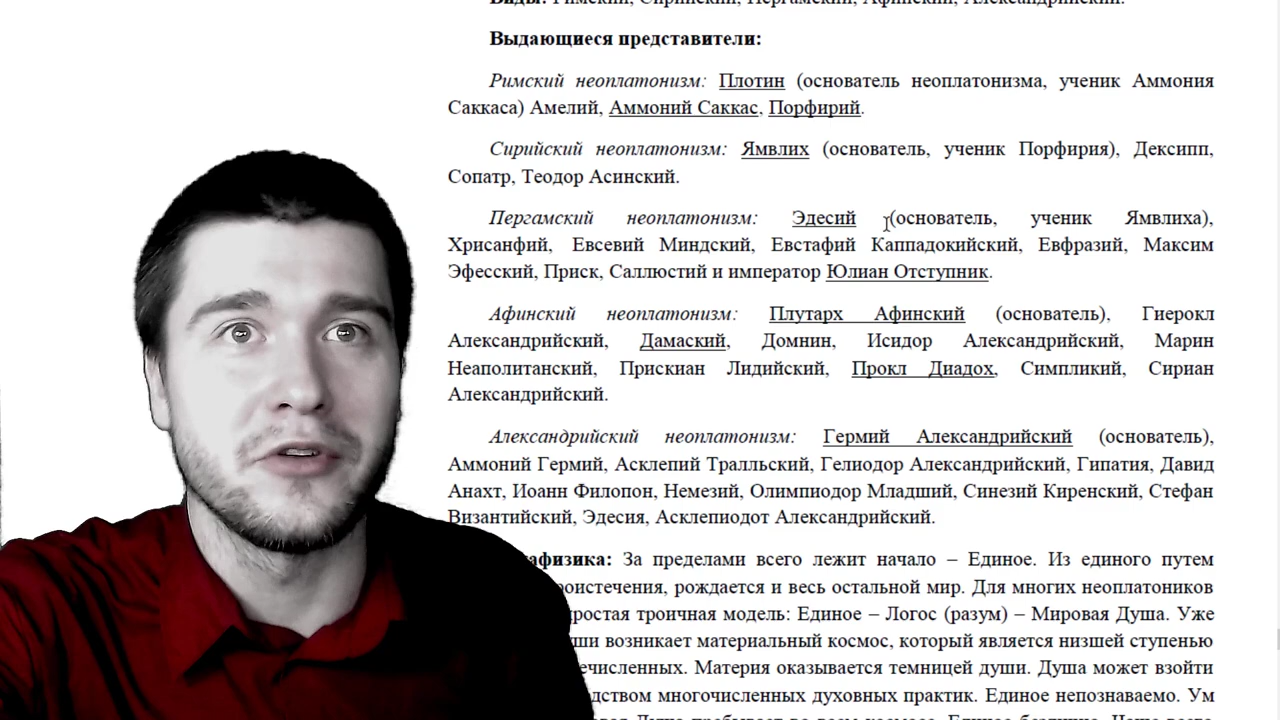 Виды: Римский, Сирийский, Пергамский, Афинский, Александрийский.
Выдающиеся представители:
Римский неоплатонизм: Плотин (основатель неоплатонизма, ученик Аммония
Саккаса) Амелий, Аммоний Саккас, Порфирий.
Сирийский неоплатонизм: Ямвлих (основатель, ученик Порфирия), Дексипп,
Сопатр, Теодор Асинский.
Пергамский неоплатонизм: Эдесий (основатель, ученик Ямвлиха),
Хрисанфий, Евсевий Миндский, Евстафий Каппадокийский, Евфразий, Максим
Эфесский, Приск, Саллюстий и император Юлиан Отступник.
Афинский неоплатонизм: Плутарх Афинский (основатель), Гиерокл
Александрийский, Дамаский, Домнин, Исидор Александрийский, Марин
Неаполитанский, Прискиан Лидийский, Прокл Диадох, Симпликий, Сириан
Александрийский.
Александрийский неоплатонизм: Гермий Александрийский (основатель),
Аммоний Гермий, Асклепий Тралльский, Гелиодор Александрийский, Гипатия, Давид
Анахт, Иоанн Филопон, Немезий, Олимпиодор Младший, Синезий Киренский, Стефан
Византийский, Эдесия, Асклепиодот Александрийский.
афизика: За пределами всего лежит начало – Единое. Из единого путем
роистечения, рождается и весь остальной мир. Для многих неоплатоников
простая троичная модель: Единое – Логос (разум) – Мировая Душа. Уже
ши возникает материальный космос, который является низшей ступенью
ечисленных. Материя оказывается темницей души. Душа может взойти
дством многочисленных духовных практик. Единое непознаваемо. Ум